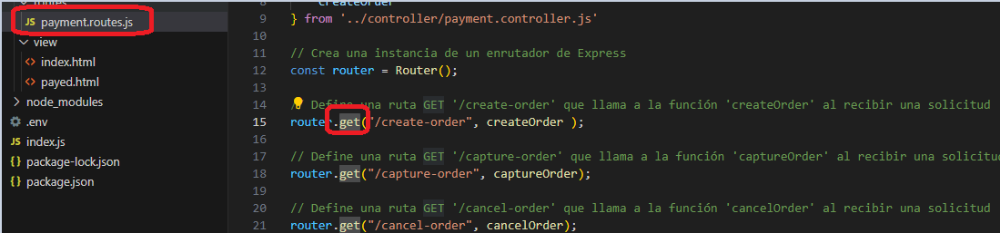 routes
JS payment.routes.js
view
<> index.html
<> payed.html
node_modules
.env
JS index.js
{} package-lock.json
{} package.json
8 createOrder
9 } from '../controller/payment.controller.js'
10
11 // Crea una instancia de un enrutador de Express
12 const router = Router();
13
14 / Define una ruta GET '/create-order' que llama a la función 'createOrder' al recibir una solicitud
15 router.get("/create-order", createOrder );
16
17 // Define una ruta GET '/capture-order' que llama a la función 'captureOrder' al recibir una solicitud
18 router.get("/capture-order", captureOrder);
19
20 // Define una ruta GET '/cancel-order' que llama a la función 'cancelOrder' al recibir una solicitud
21 router.get("/cancel-order", cancelOrder);